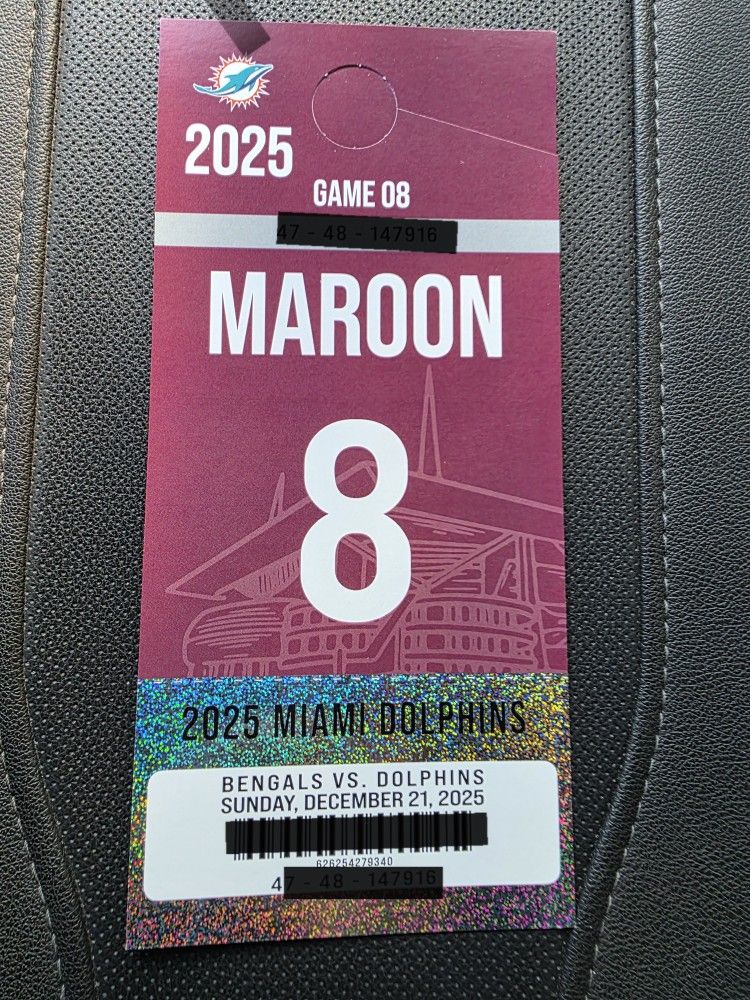 2025
GAME 08
47 - 48 - 147916
MAROON
8
2025 MIAMI DOLPHINS
BENGALS VS. DOLPHINS
SUNDAY, DECEMBER 21, 2025
626254279340
47 - 48 - 147916